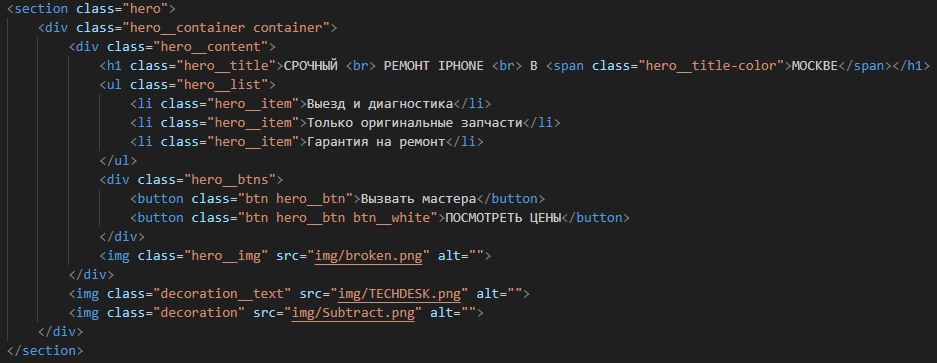 <section class="hero">
<div class="hero__container container">
<div class="hero__content">
<h1 class="hero__title">СРОЧНЫЙ <br> РЕМОНТ IPHONE <br> В <span class="hero__title-color">МОСКВЕ</span></h1>
<ul class="hero__list">
<li class="hero__item">Выезд и диагностика</li>
<li class="hero__item">Только оригинальные запчасти</li>
<li class="hero__item">Гарантия на ремонт</li>
</ul>
<div class="hero__btns">
<button class="btn hero__btn">Вызвать мастера</button>
<button class="btn hero__btn btn__white">ПОСМОТРЕТЬ ЦЕНЫ</button>
</div>
<img class="hero__img" src="img/broken.png" alt="">
</div>
<img class="decoration__text" src="img/TECHDESK.png" alt="">
<img class="decoration" src="img/Subtract.png" alt="">
</div>
</section>